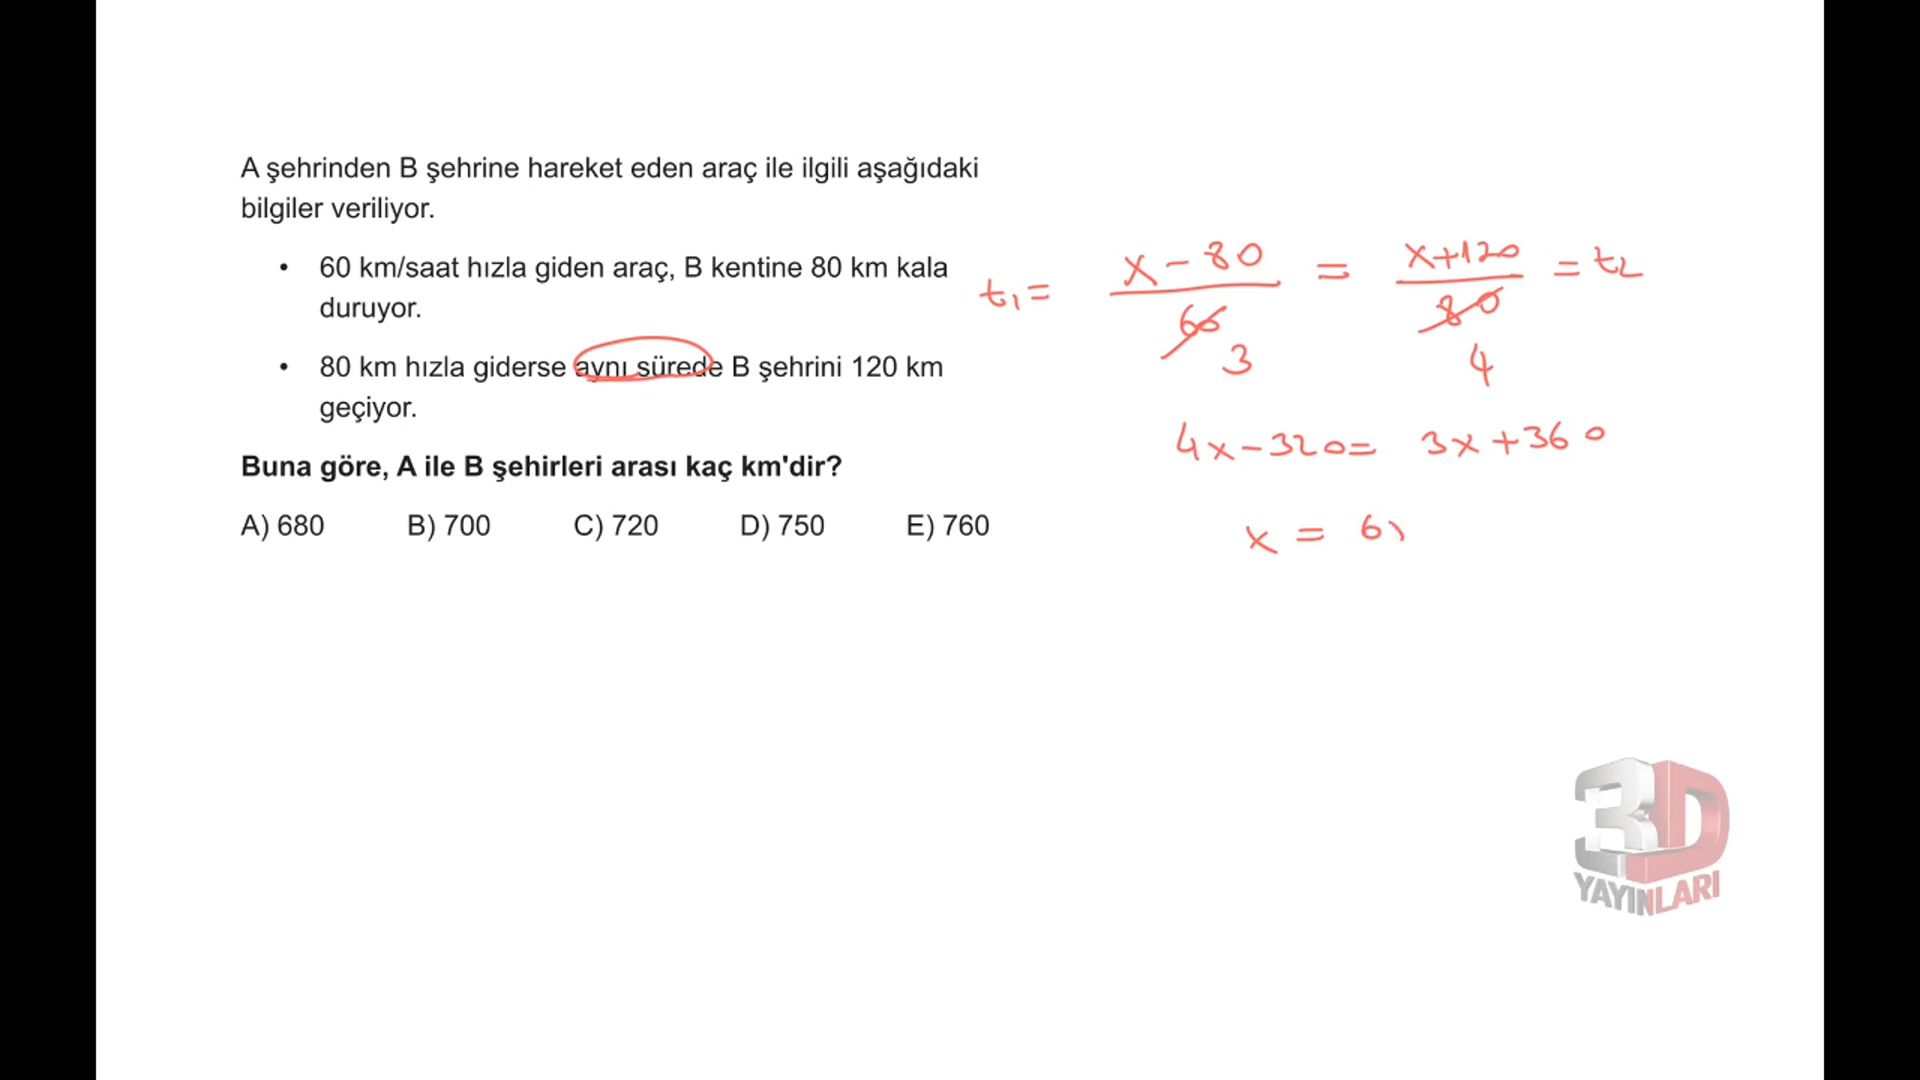 A şehrinden B şehrine hareket eden araç ile ilgili aşağıdaki
bilgiler veriliyor.
• 60 km/saat hızla giden araç, B kentine 80 km kala
duruyor.
• 80 km hızla giderse aynı sürede B şehrini 120 km
geçiyor.
Buna göre, A ile B şehirleri arası kaç km'dir?
A) 680 B) 700 C) 720 D) 750 E) 760
t₁ = x - 80 = x+120 = t₂
60 80
3 4
4x - 320 = 3x + 360
x = 6
3D
YAYINLARI